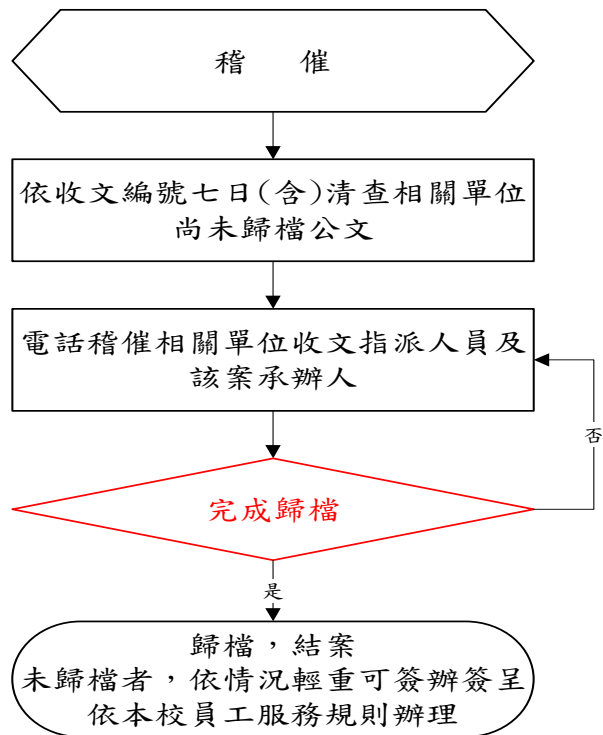 稽　催
依收文編號七日(含)清查相關單位
尚未歸檔公文
電話稽催相關單位收文指派人員及
該案承辦人
否
完成歸檔
是
歸檔，結案
未歸檔者，依情況輕重可簽辦簽呈
依本校員工服務規則辦理